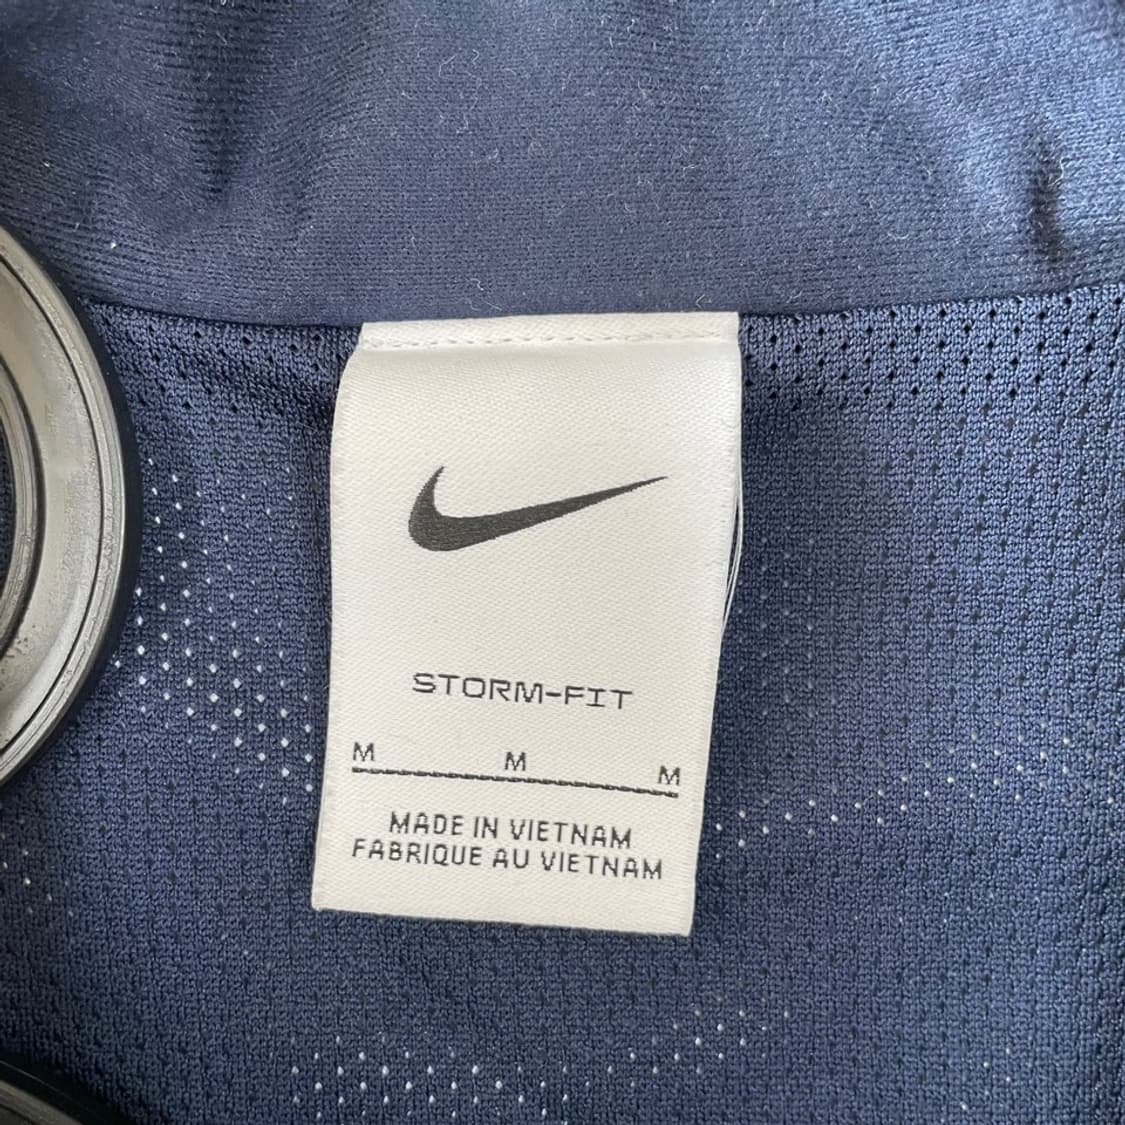 STORM-FIT
M M M
MADE IN VIETNAM
FABRIQUE AU VIETNAM